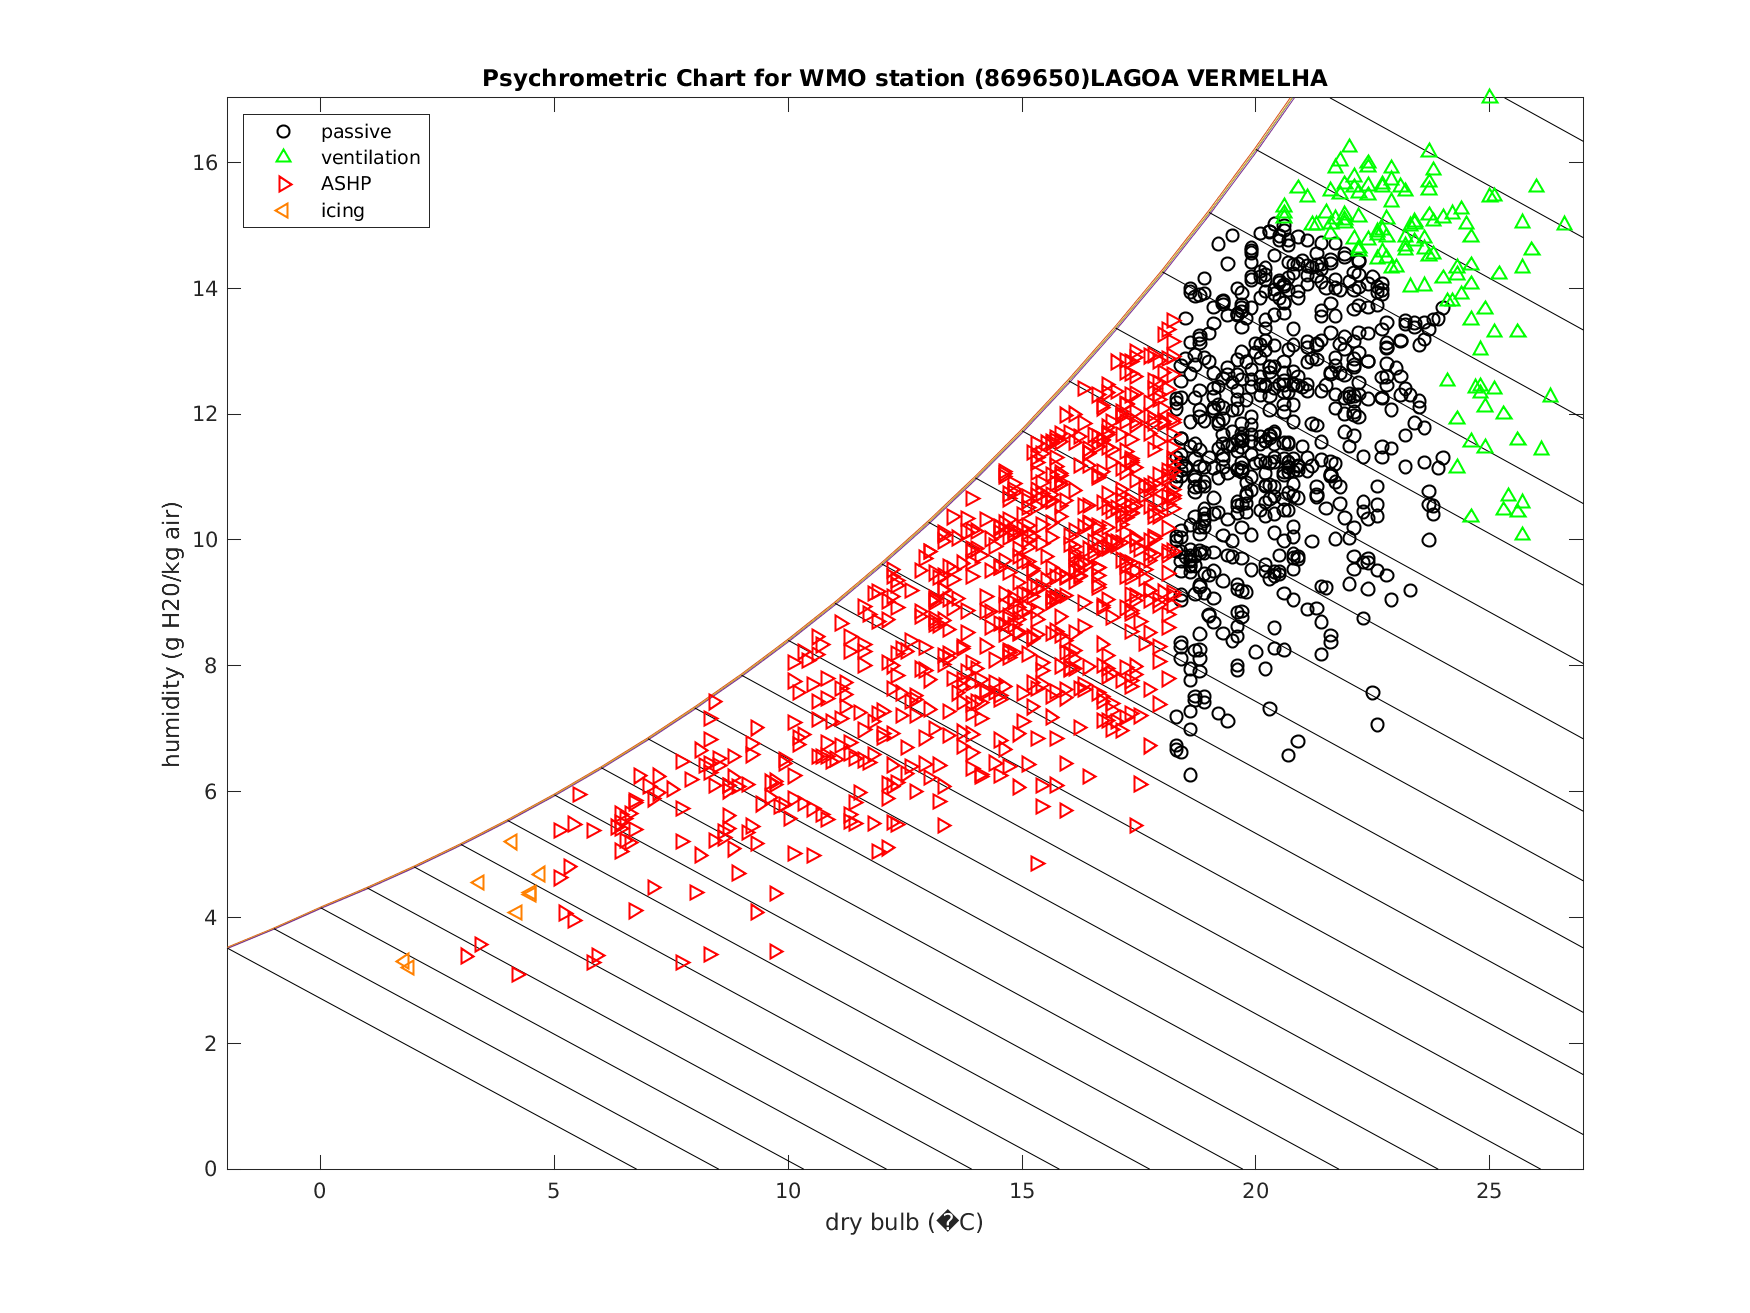 Psychrometric Chart for WMO station (869650)LAGOA VERMELHA
passive
ventilation
ASHP
icing
humidity (g H20/kg air)
16
14
12
10
8
6
4
2
0
0 5 10 15 20 25
dry bulb (�C)